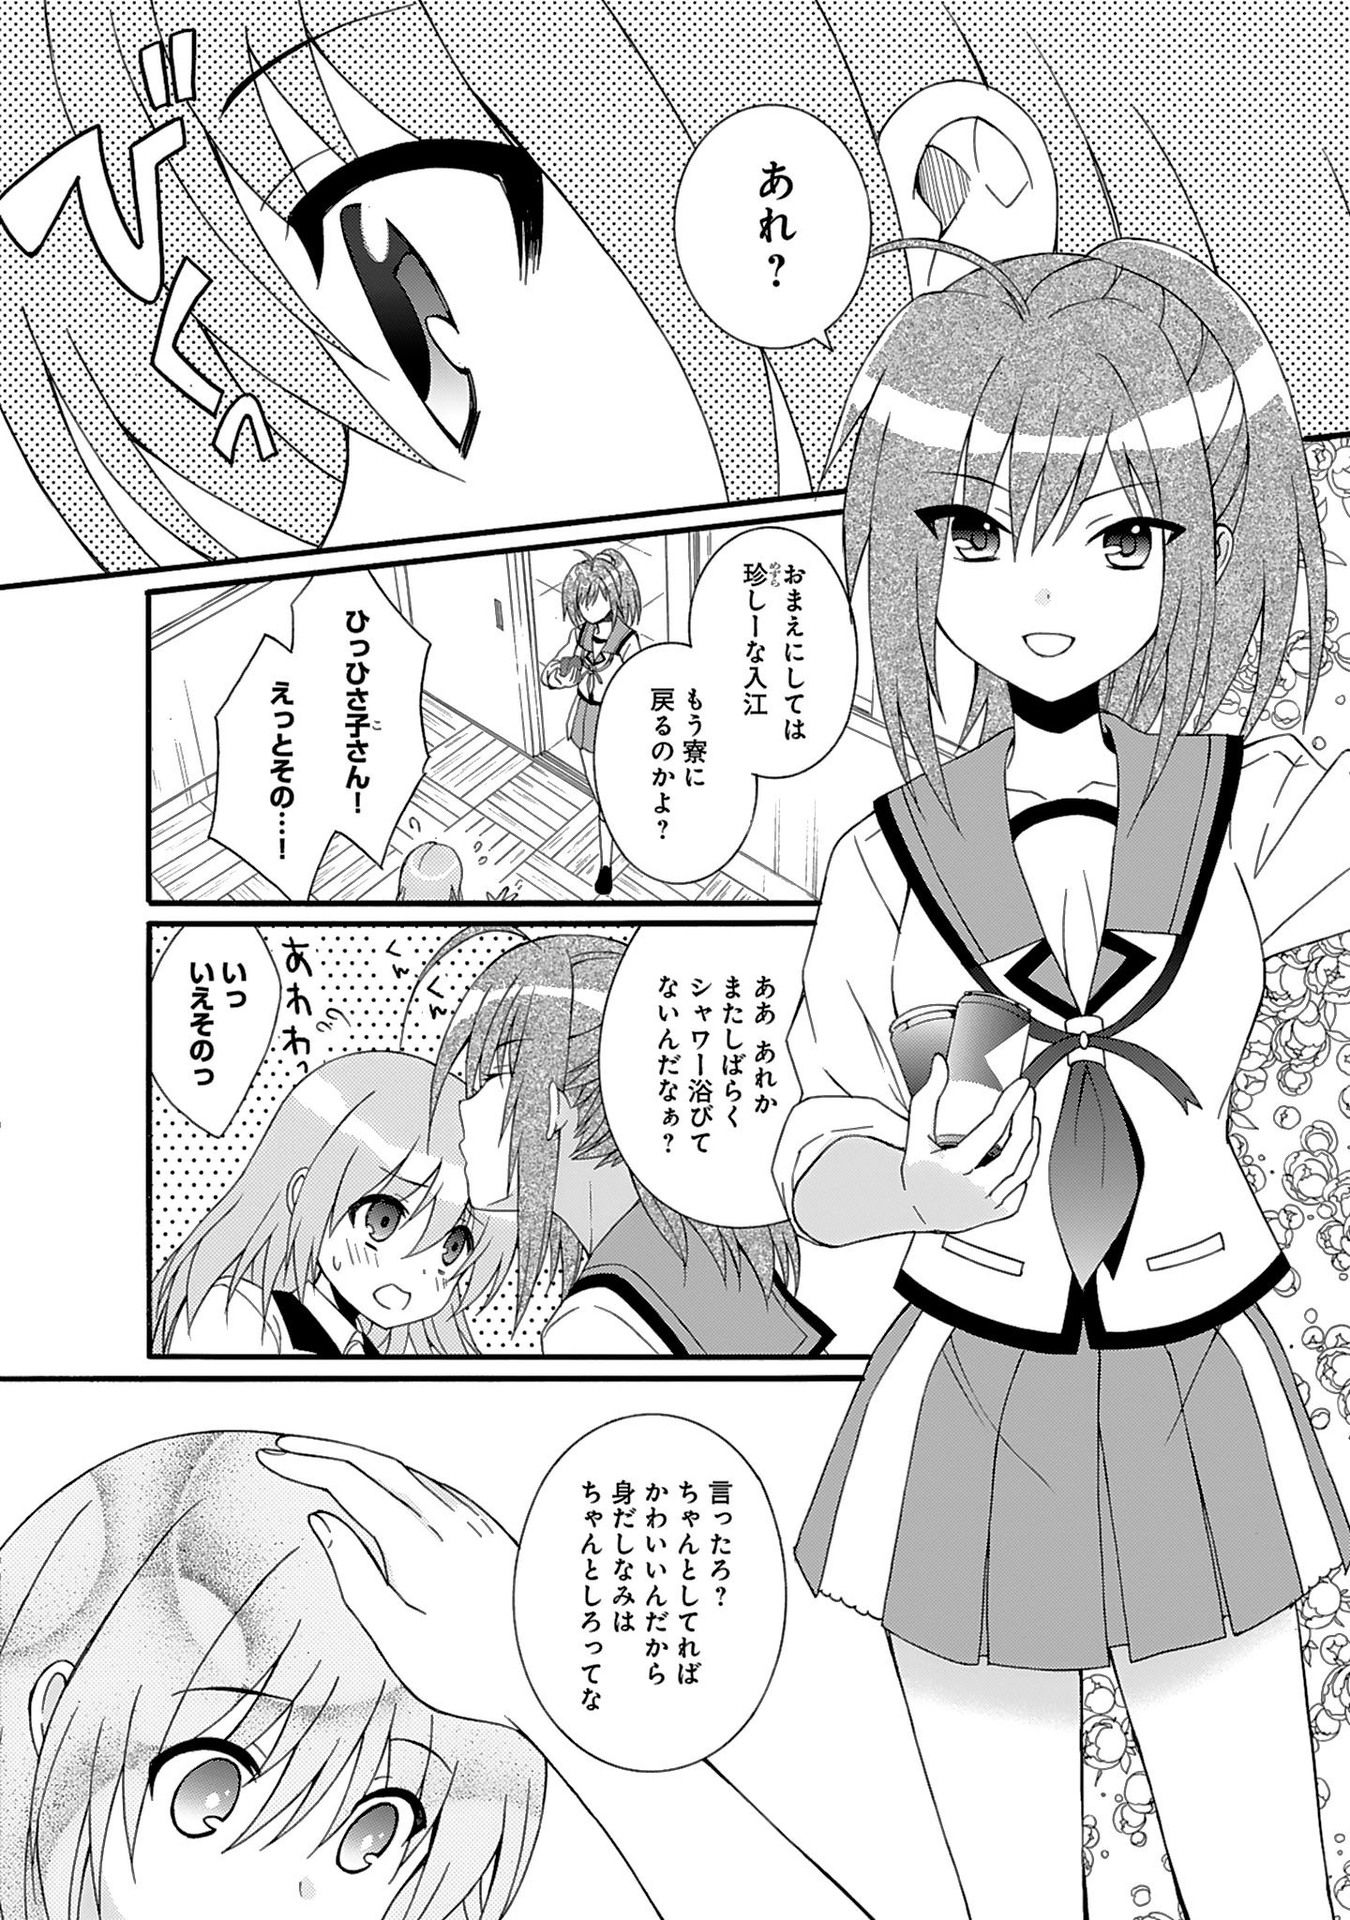 あれ？
びくっ
おまえにしては
珍しーな入江
めずら
もう寮に
戻るのかよ？
ひっひさ子さん！
こ
えっとその…！
ああ あれか
またしばらく
シャワー浴びて
ないんだなぁ？
くんくん
あわわっ
いっ
いえそのっ
言ったろ？
ちゃんとしてれば
かわいいんだから
身だしなみは
ちゃんとしろってな